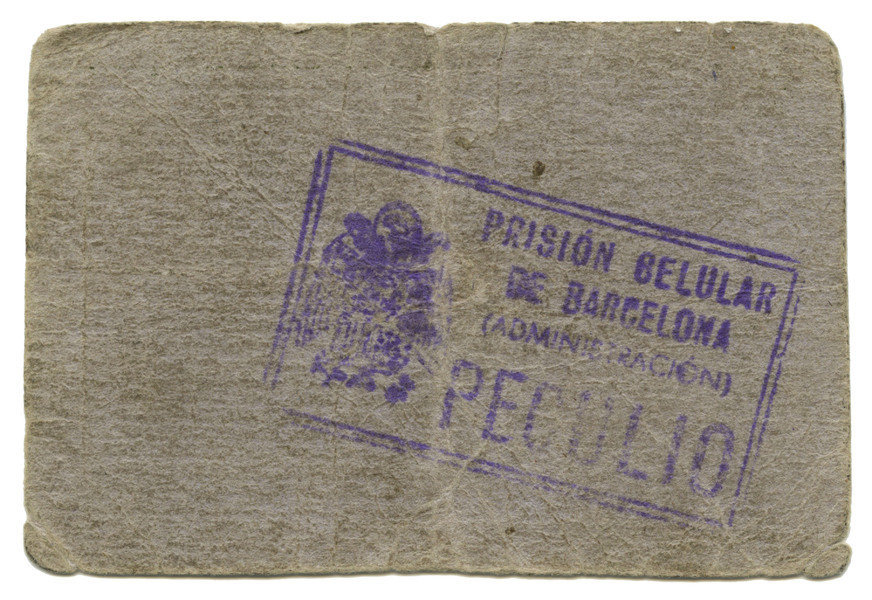 PRISIÓN CELULAR
DE BARCELONA
(ADMINISTRACIÓN)
PECULIO